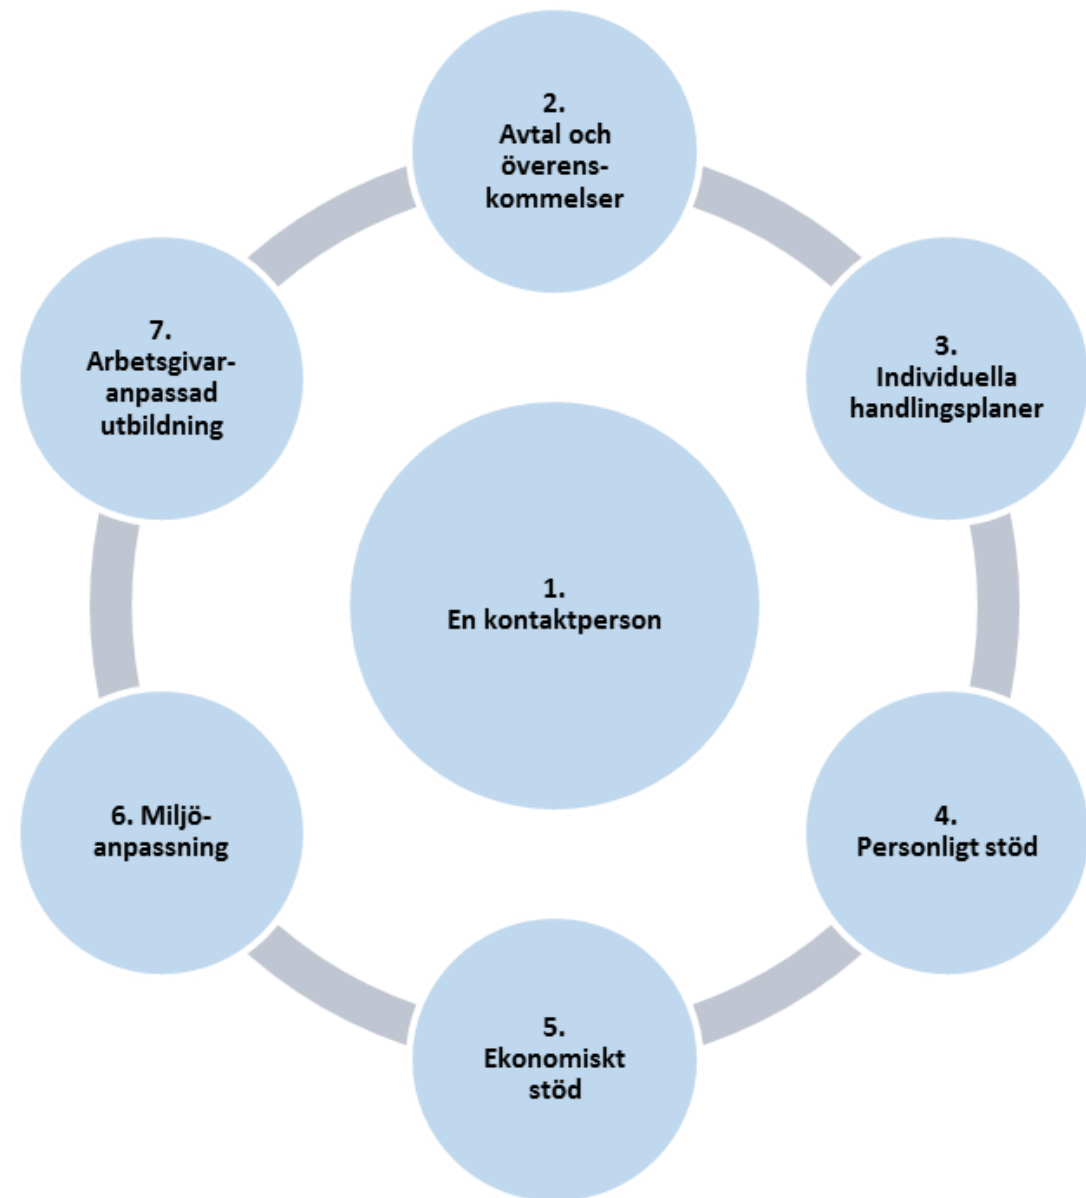 1.
En kontaktperson
2.
Avtal och
överens-
kommelser
3.
Individuella
handlingsplaner
4.
Personligt stöd
5.
Ekonomiskt
stöd
6. Miljö-
anpassning
7.
Arbetsgivar-
anpassad
utbildning